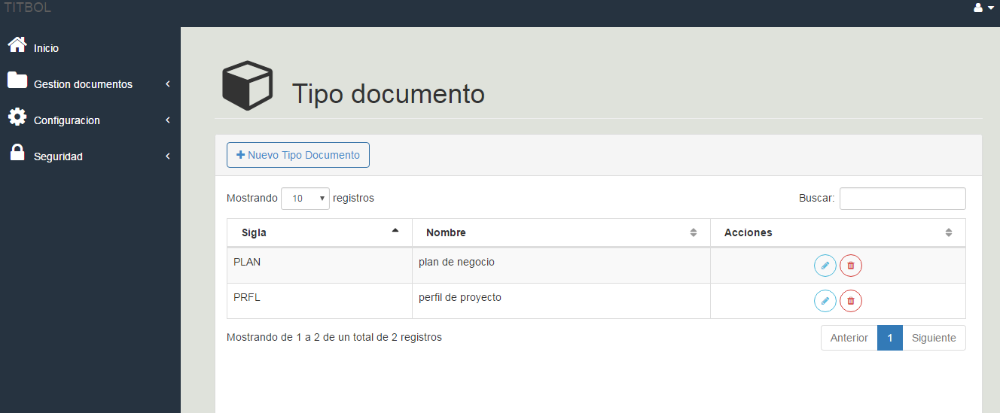 TITBOL
Inicio
Gestion documentos
Configuracion
Seguridad
Tipo documento
Nuevo Tipo Documento
Mostrando 10 registros Buscar:
Sigla Nombre Acciones
PLAN plan de negocio
PRFL perfil de proyecto
Mostrando de 1 a 2 de un total de 2 registros Anterior 1 Siguiente